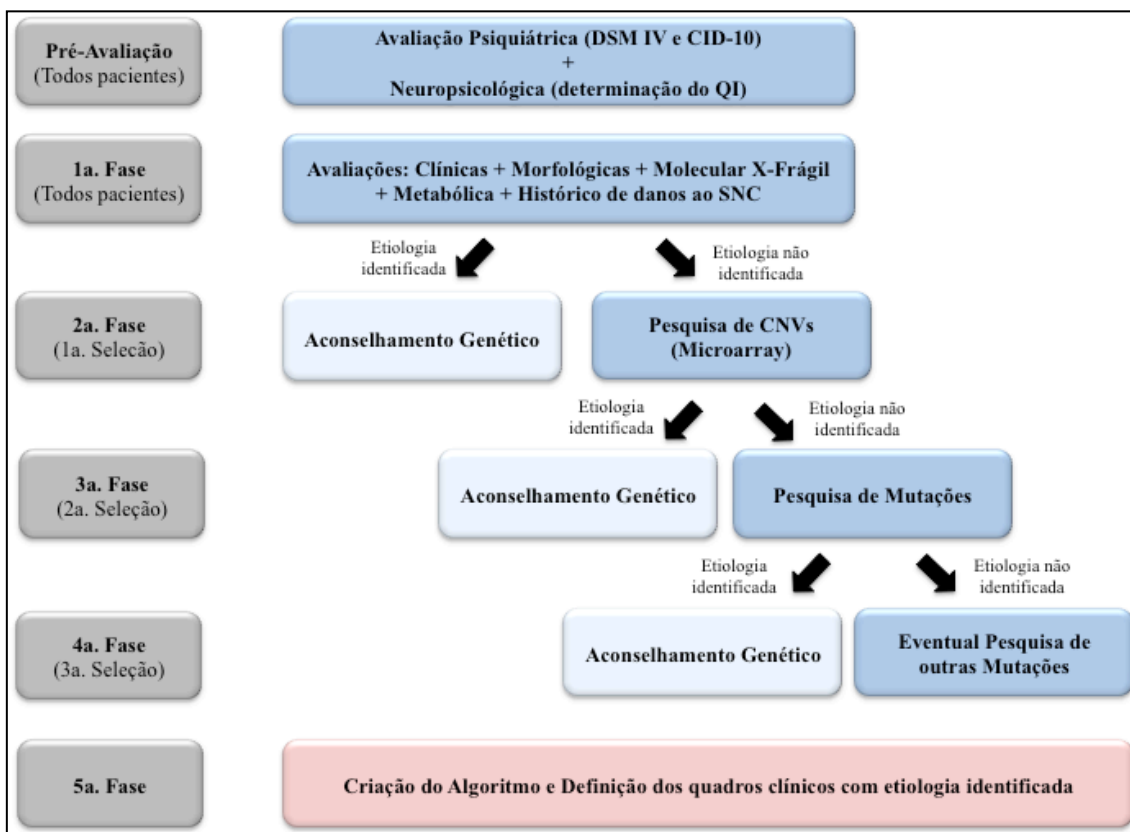 Pré-Avaliação
(Todos pacientes)
Avaliação Psiquiátrica (DSM IV e CID-10)
+
Neuropsicológica (determinação do QI)
1a. Fase
(Todos pacientes)
Avaliações: Clínicas + Morfológicas + Molecular X-Frágil
+ Metabólica + Histórico de danos ao SNC
Etiologia
identificada
Etiologia não
identificada
2a. Fase
(1a. Selecão)
Aconselhamento Genético
Pesquisa de CNVs
(Microarray)
Etiologia
identificada
Etiologia não
identificada
3a. Fase
(2a. Seleção)
Aconselhamento Genético
Pesquisa de Mutações
Etiologia
identificada
Etiologia não
identificada
4a. Fase
(3a. Seleção)
Aconselhamento Genético
Eventual Pesquisa de
outras Mutações
5a. Fase
Criação do Algoritmo e Definição dos quadros clínicos com etiologia identificada